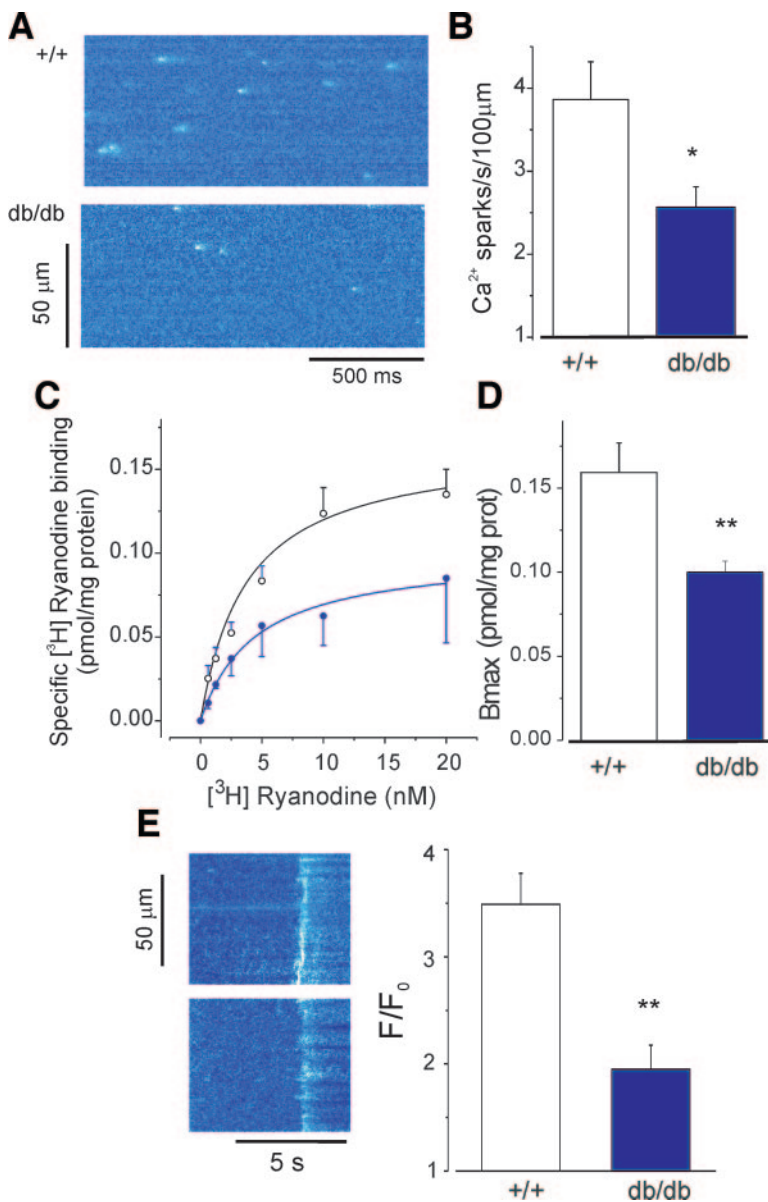 A
+/+
db/db
50 μm
500 ms
B
Ca²⁺ sparks/s/100μm
4
3
2
1
*
+/+
db/db
C
Specific [³H] Ryanodine binding
(pmol/mg protein)
0.15
0.10
0.05
0.00
0 5 10 15 20
[³H] Ryanodine (nM)
D
Bmax (pmol/mg prot)
0.15
0.10
0.05
0.00
**
+/+
db/db
E
50 μm
5 s
F/F₀
4
3
2
1
**
+/+
db/db